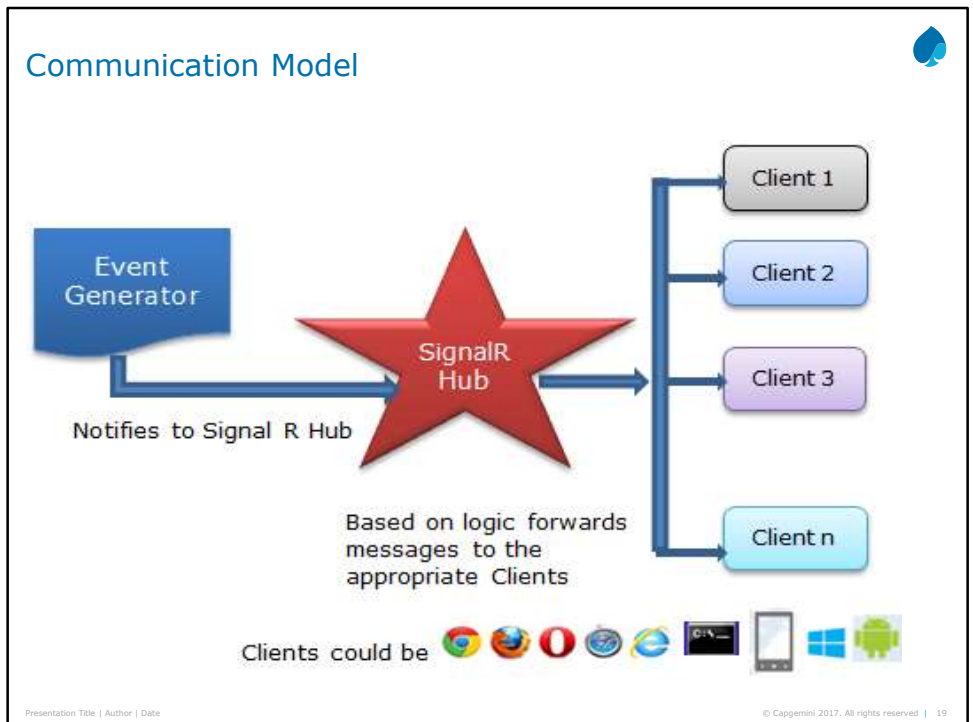 Communication Model
Event
Generator
SignalR
Hub
Client 1
Client 2
Client 3
Client n
Notifies to Signal R Hub
Based on logic forwards
messages to the
appropriate Clients
Clients could be
C:\_
Presentation Title | Author | Date
© Capgemini 2017. All rights reserved | 19